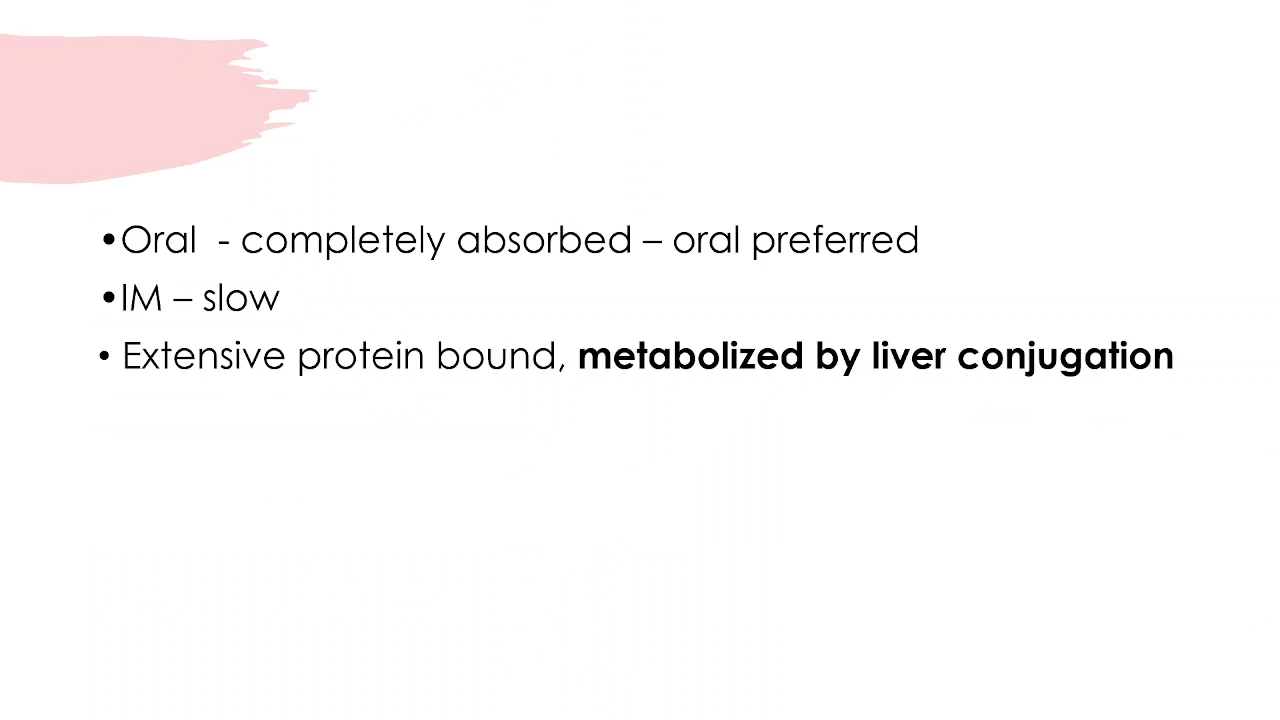 •Oral  - completely absorbed – oral preferred
•IM – slow
• Extensive protein bound, metabolized by liver conjugation